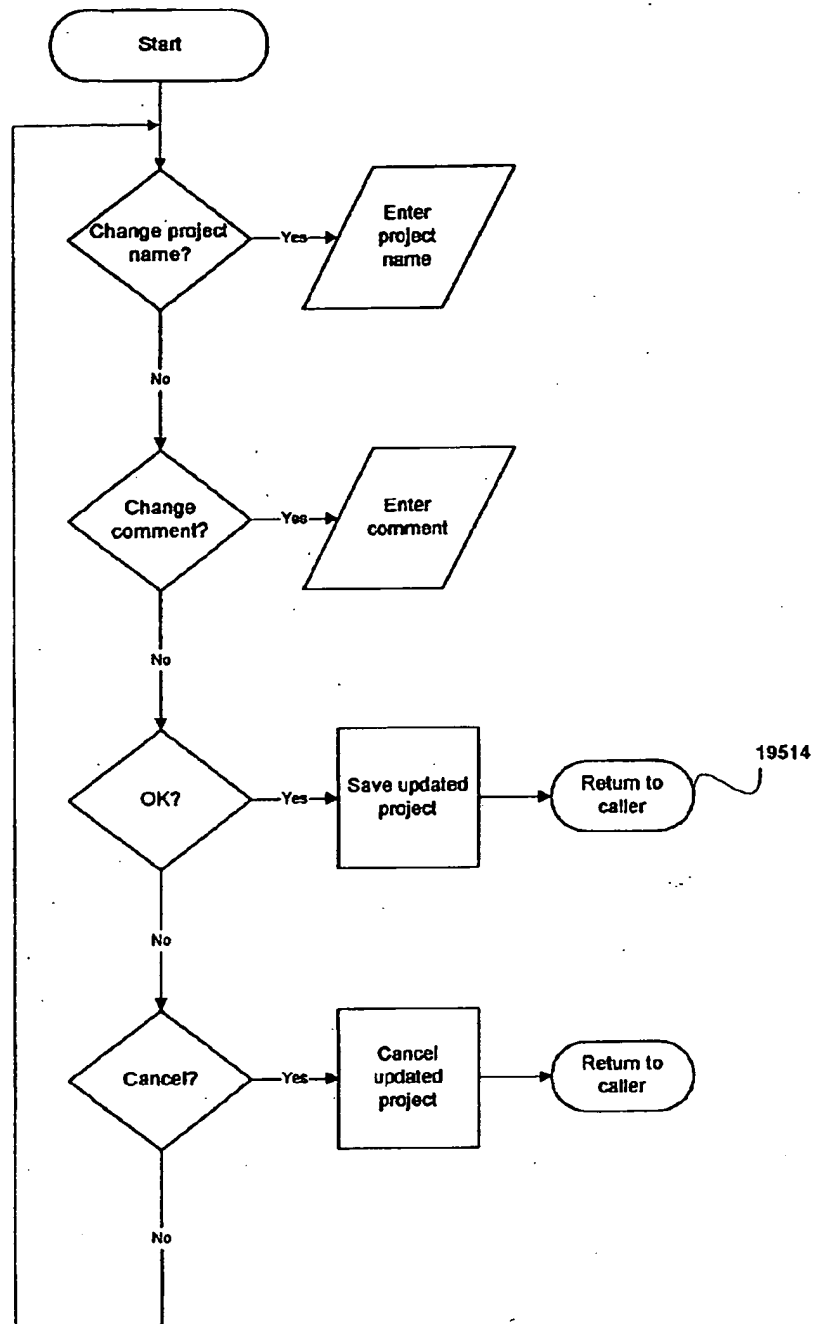 Start
Change project
name?
Yes
Enter
project
name
No
Change
comment?
Yes
Enter
comment
No
OK?
Yes
Save updated
project
Return to
caller
19514
No
Cancel?
Yes
Cancel
updated
project
Return to
caller
No